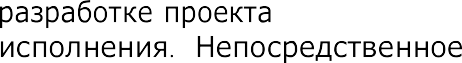 разработке проекта
исполнения. Непосредственное